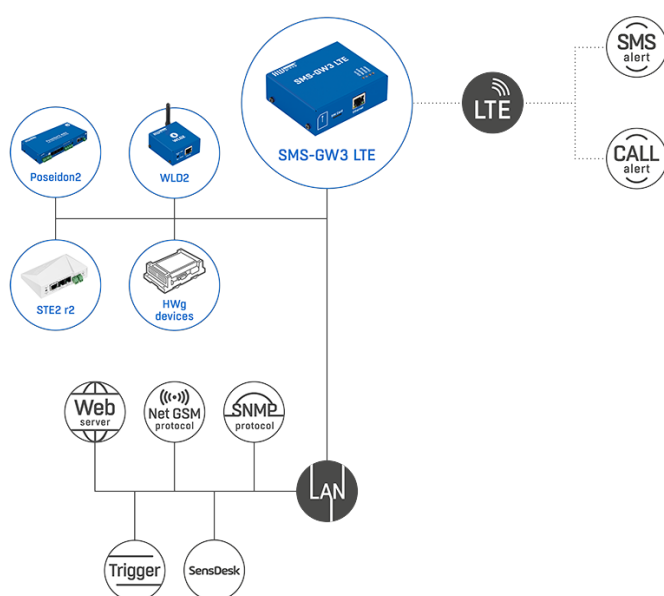 SMS-GW3 LTE
SMS-GW3 LTE
LTE
SMS
alert
CALL
alert
Poseidon2
WLD2
STE2 r2
HWg
devices
Web
server
Net GSM
protocol
SNMP
protocol
LAN
Trigger
SensDesk